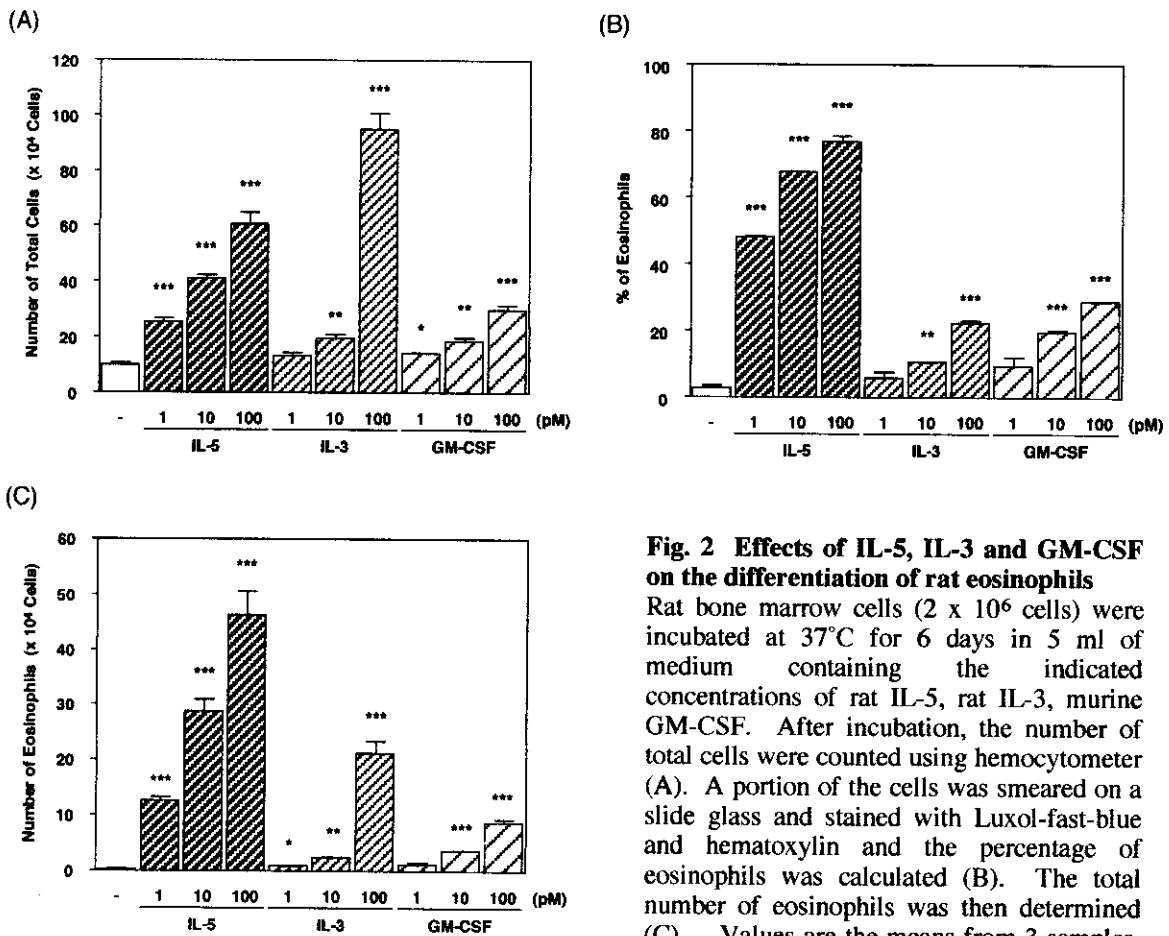 (A)
120
100
80
60
40
20
0
Number of Total Cells (x 10⁴ Cells)
*** *** *** ** *** * ** ***
- 1 10 100 1 10 100 1 10 100 (pM)
IL-5 IL-3 GM-CSF
(B)
100
80
60
40
20
0
% of Eosinophils
*** *** *** ** *** *** ***
- 1 10 100 1 10 100 1 10 100 (pM)
IL-5 IL-3 GM-CSF
(C)
60
50
40
30
20
10
0
Number of Eosinophils (x 10⁴ Cells)
*** *** *** * ** *** *** ***
- 1 10 100 1 10 100 1 10 100 (pM)
IL-5 IL-3 GM-CSF
Fig. 2 Effects of IL-5, IL-3 and GM-CSF
on the differentiation of rat eosinophils
Rat bone marrow cells (2 x 10⁶ cells) were
incubated at 37°C for 6 days in 5 ml of
medium containing the indicated
concentrations of rat IL-5, rat IL-3, murine
GM-CSF. After incubation, the number of
total cells were counted using hemocytometer
(A). A portion of the cells was smeared on a
slide glass and stained with Luxol-fast-blue
and hematoxylin and the percentage of
eosinophils was calculated (B). The total
number of eosinophils was then determined
(C). Values are the means from 3 samples